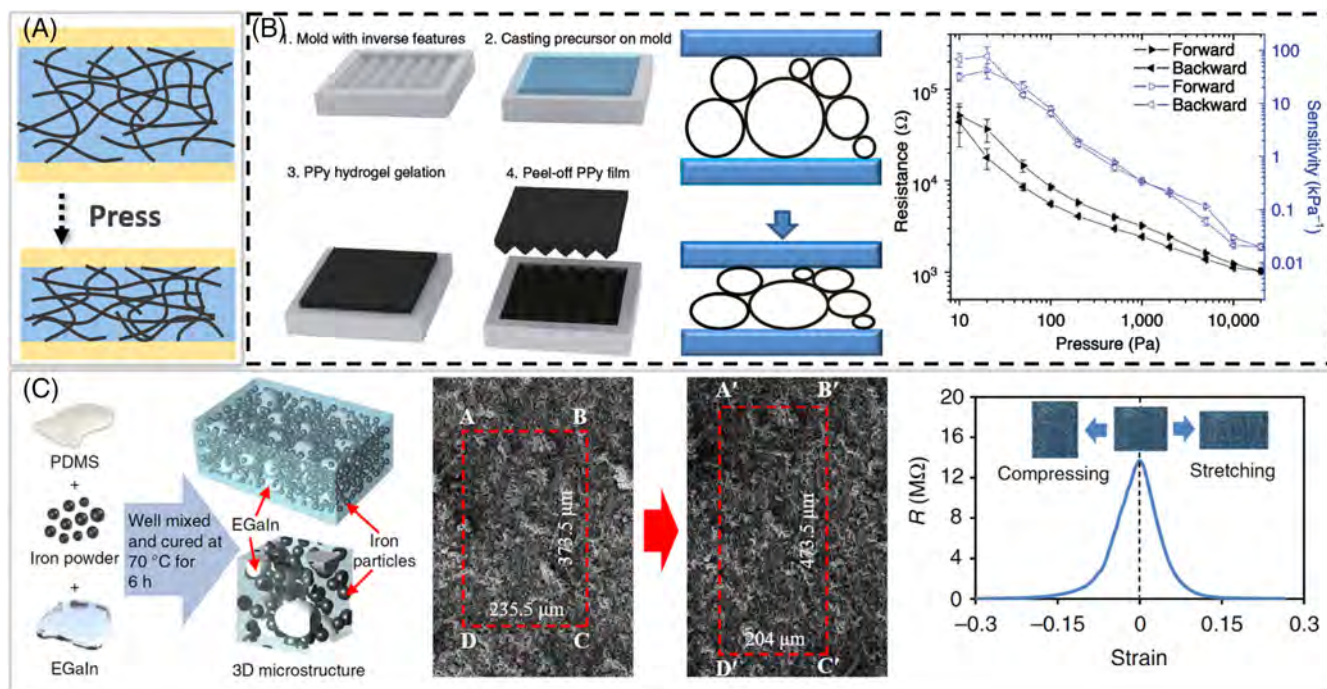 (A)
Press
(B)
1. Mold with inverse features
2. Casting precursor on mold
3. PPy hydrogel gelation
4. Peel-off PPy film
Resistance (Ω)
10⁵
10⁴
10³
Forward
Backward
Forward
Backward
100
10
1
0.1
0.01
Sensitivity (kPa⁻¹)
10
100
1,000
10,000
Pressure (Pa)
(C)
PDMS
+
Iron powder
+
EGaIn
Well mixed
and cured at
70 °C for
6 h
EGaIn
Iron
particles
3D microstructure
A
B
373.5 μm
235.5 μm
D
C
A'
B'
473.5 μm
204 μm
D'
C'
R (MΩ)
20
16
12
8
4
0
Compressing
Stretching
−0.3
−0.15
0
0.15
0.3
Strain